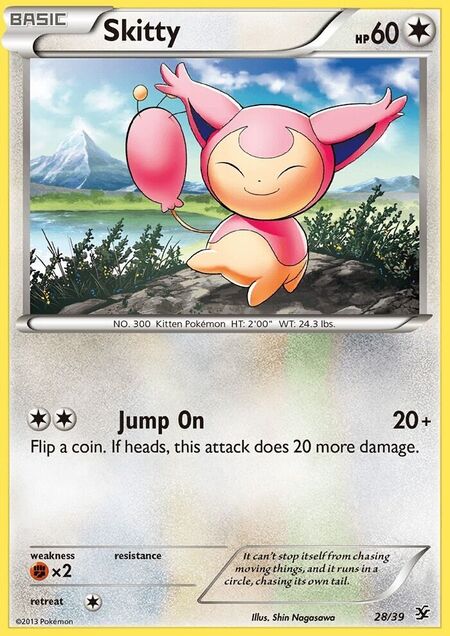 BASIC
Skitty
HP60
NO. 300 Kitten Pokémon HT: 2'00" WT: 24.3 lbs.
Jump On 20+
Flip a coin. If heads, this attack does 20 more damage.
weakness resistance
×2
retreat
It can't stop itself from chasing
moving things, and it runs in a
circle, chasing its own tail.
©2013 Pokémon
Illus. Shin Nagasawa
28/39